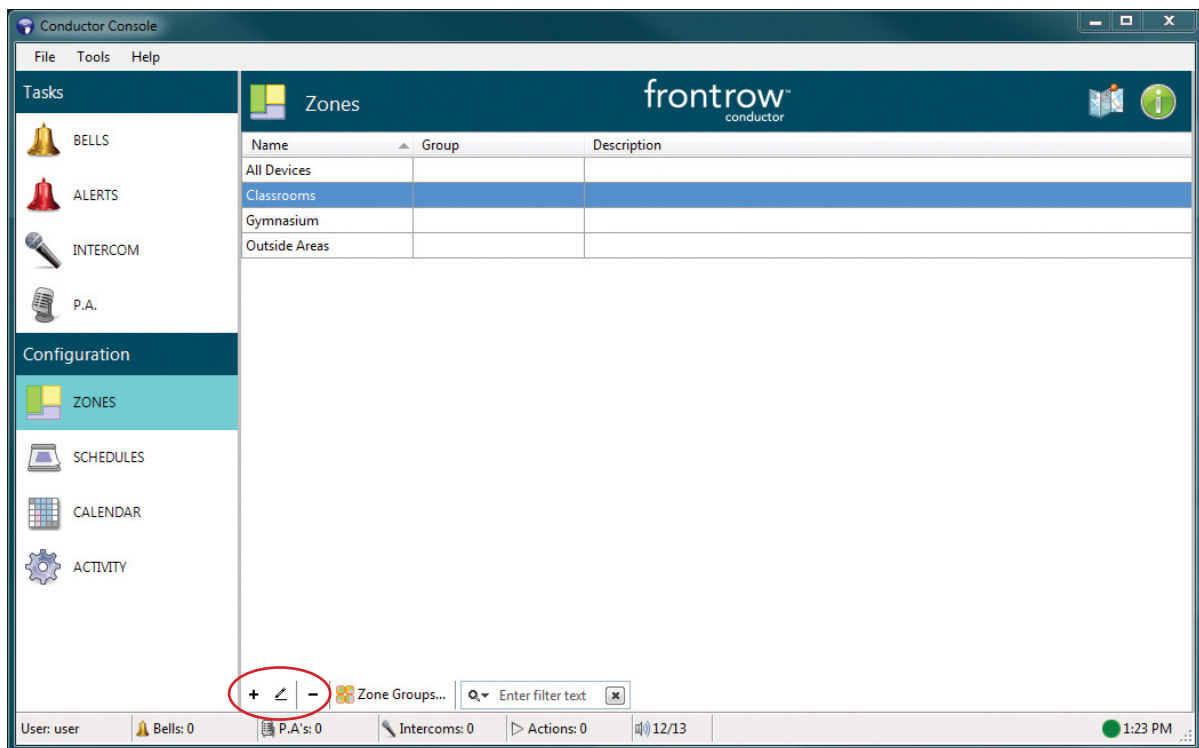 Conductor Console
File Tools Help
Tasks
BELLS
ALERTS
INTERCOM
P.A.
Configuration
ZONES
SCHEDULES
CALENDAR
ACTIVITY
Zones
frontrow™
conductor
Name Group Description
All Devices
Classrooms
Gymnasium
Outside Areas
Zone Groups... Enter filter text
User: user Bells: 0 P.A's: 0 Intercoms: 0 Actions: 0 12/13 1:23 PM